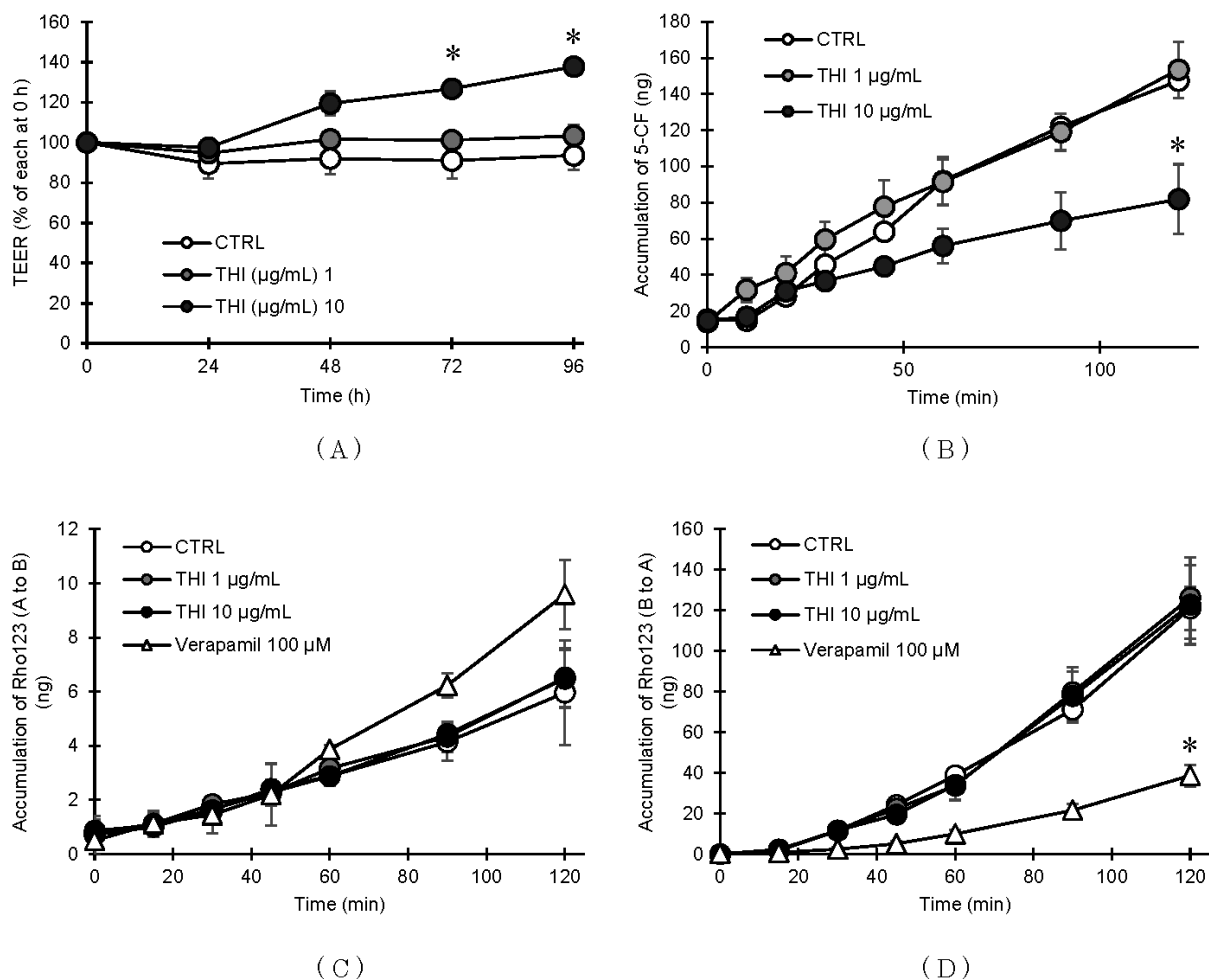 160
140
120
100
80
60
40
20
0
TEER (% of each at 0 h)
*
*
CTRL
THI (µg/mL) 1
THI (µg/mL) 10
0 24 48 72 96
Time (h)
(A)
180
160
140
120
100
80
60
40
20
0
Accumulation of 5-CF (ng)
CTRL
THI 1 µg/mL
THI 10 µg/mL
*
0 50 100
Time (min)
(B)
12
10
8
6
4
2
0
Accumulation of Rho123 (A to B)
(ng)
CTRL
THI 1 µg/mL
THI 10 µg/mL
Verapamil 100 µM
0 20 40 60 80 100 120
Time (min)
(C)
160
140
120
100
80
60
40
20
0
Accumulation of Rho123 (B to A)
(ng)
CTRL
THI 1 µg/mL
THI 10 µg/mL
Verapamil 100 µM
*
0 20 40 60 80 100 120
Time (min)
(D)